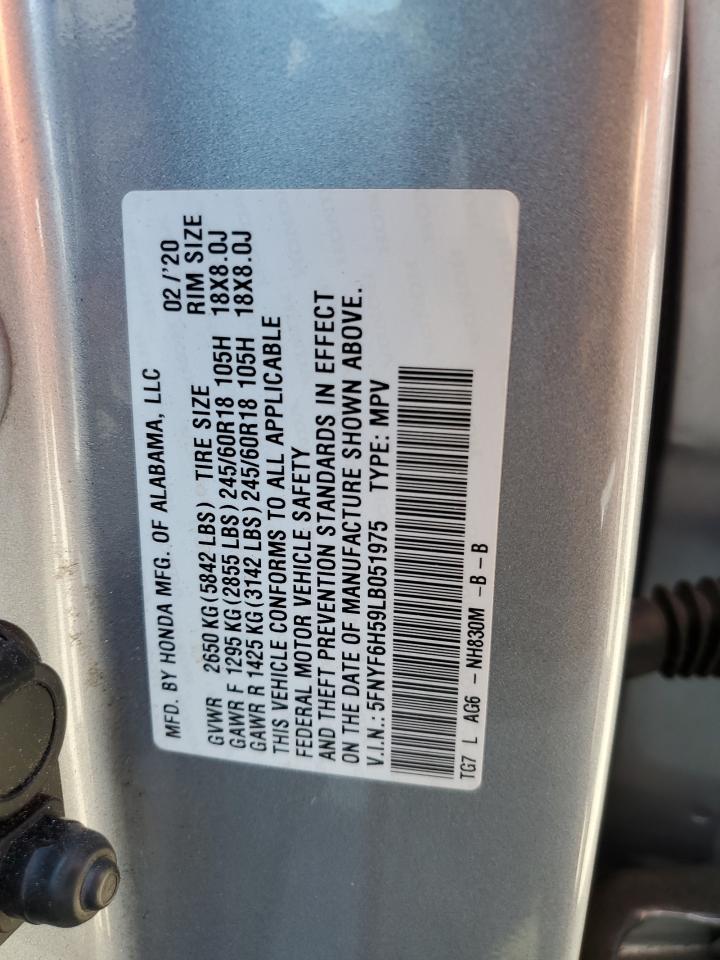 MFD. BY HONDA MFG. OF ALABAMA, LLC 02/'20
GVWR 2650 KG (5842 LBS) TIRE SIZE RIM SIZE
GAWR F 1295 KG (2855 LBS) 245/60R18 105H 18X8.0J
GAWR R 1425 KG (3142 LBS) 245/60R18 105H 18X8.0J
THIS VEHICLE CONFORMS TO ALL APPLICABLE
FEDERAL MOTOR VEHICLE SAFETY
AND THEFT PREVENTION STANDARDS IN EFFECT
ON THE DATE OF MANUFACTURE SHOWN ABOVE.
V.I.N.: 5FNYF6H59LB051975 TYPE: MPV
TG7 L AG6 - NH830M -B-B